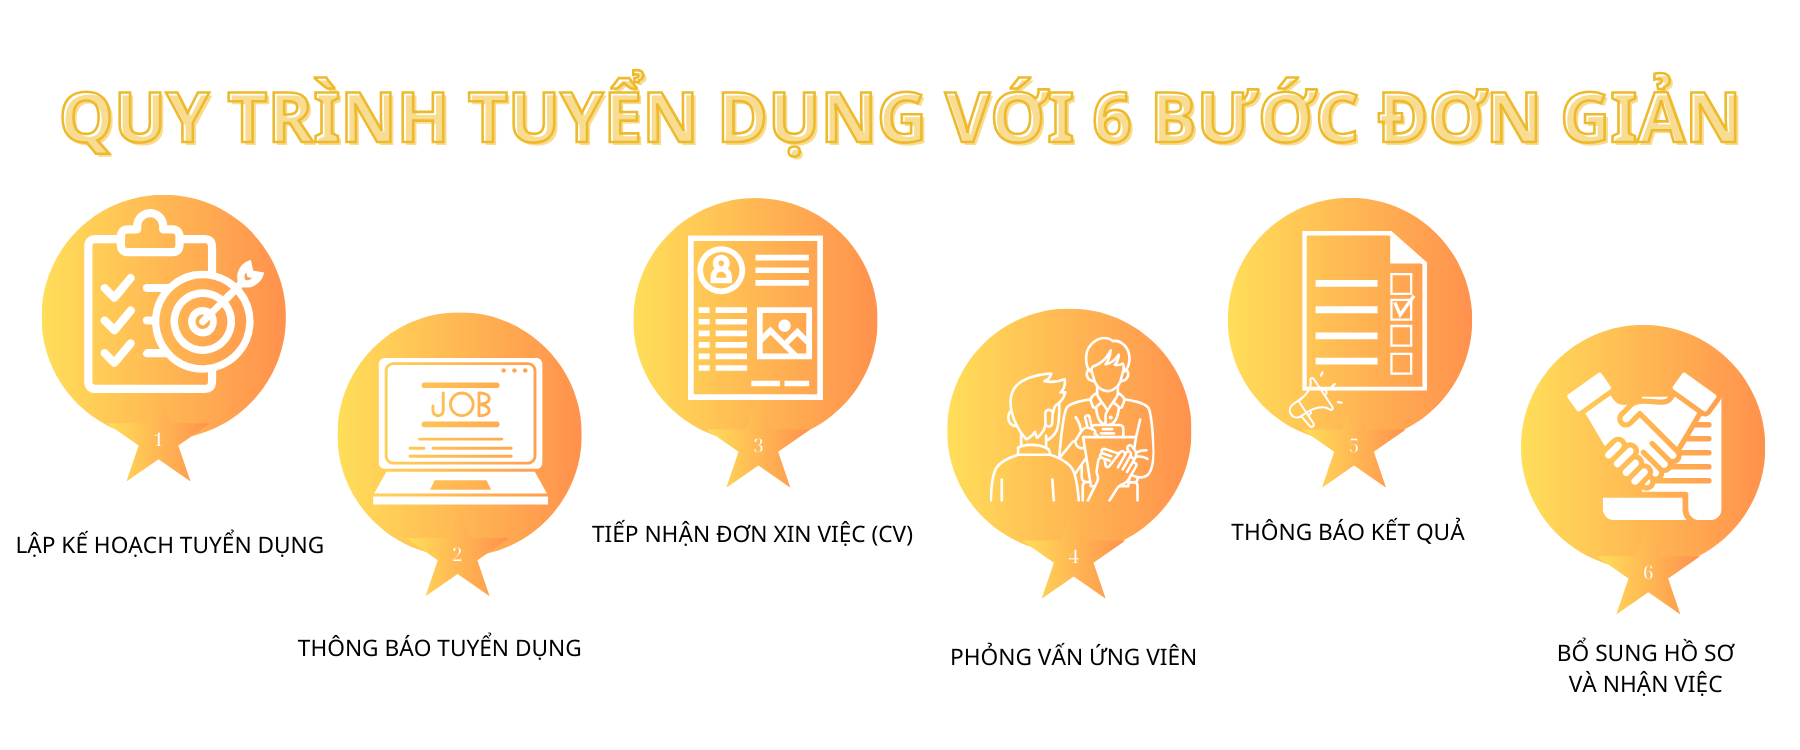 QUY TRÌNH TUYỂN DỤNG VỚI 6 BƯỚC ĐƠN GIẢN
1
LẬP KẾ HOẠCH TUYỂN DỤNG
JOB
2
THÔNG BÁO TUYỂN DỤNG
3
TIẾP NHẬN ĐƠN XIN VIỆC (CV)
4
PHỎNG VẤN ỨNG VIÊN
5
THÔNG BÁO KẾT QUẢ
6
BỔ SUNG HỒ SƠ
VÀ NHẬN VIỆC